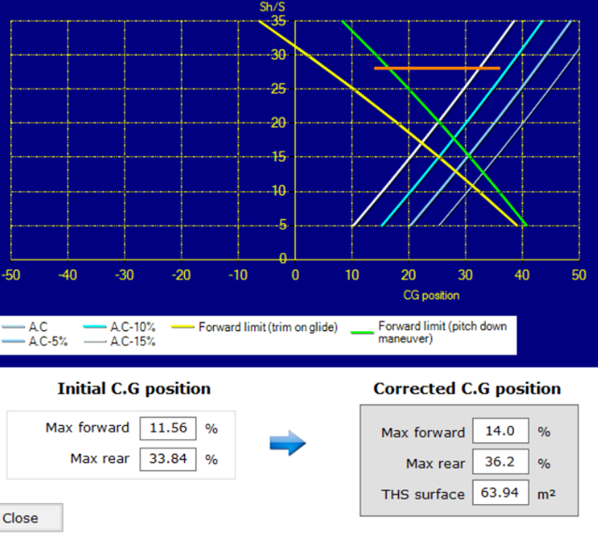 Sh/S
35
30
25
20
15
10
5
0
-50 -40 -30 -20 -10 0 10 20 30 40 50
CG position
A.C A.C-10% Forward limit (trim on glide) Forward limit (pitch down
A.C-5% A.C-15% maneuver)
Initial C.G position Corrected C.G position
Max forward 11.56 % Max forward 14.0 %
Max rear 33.84 % Max rear 36.2 %
THS surface 63.94 m²
Close